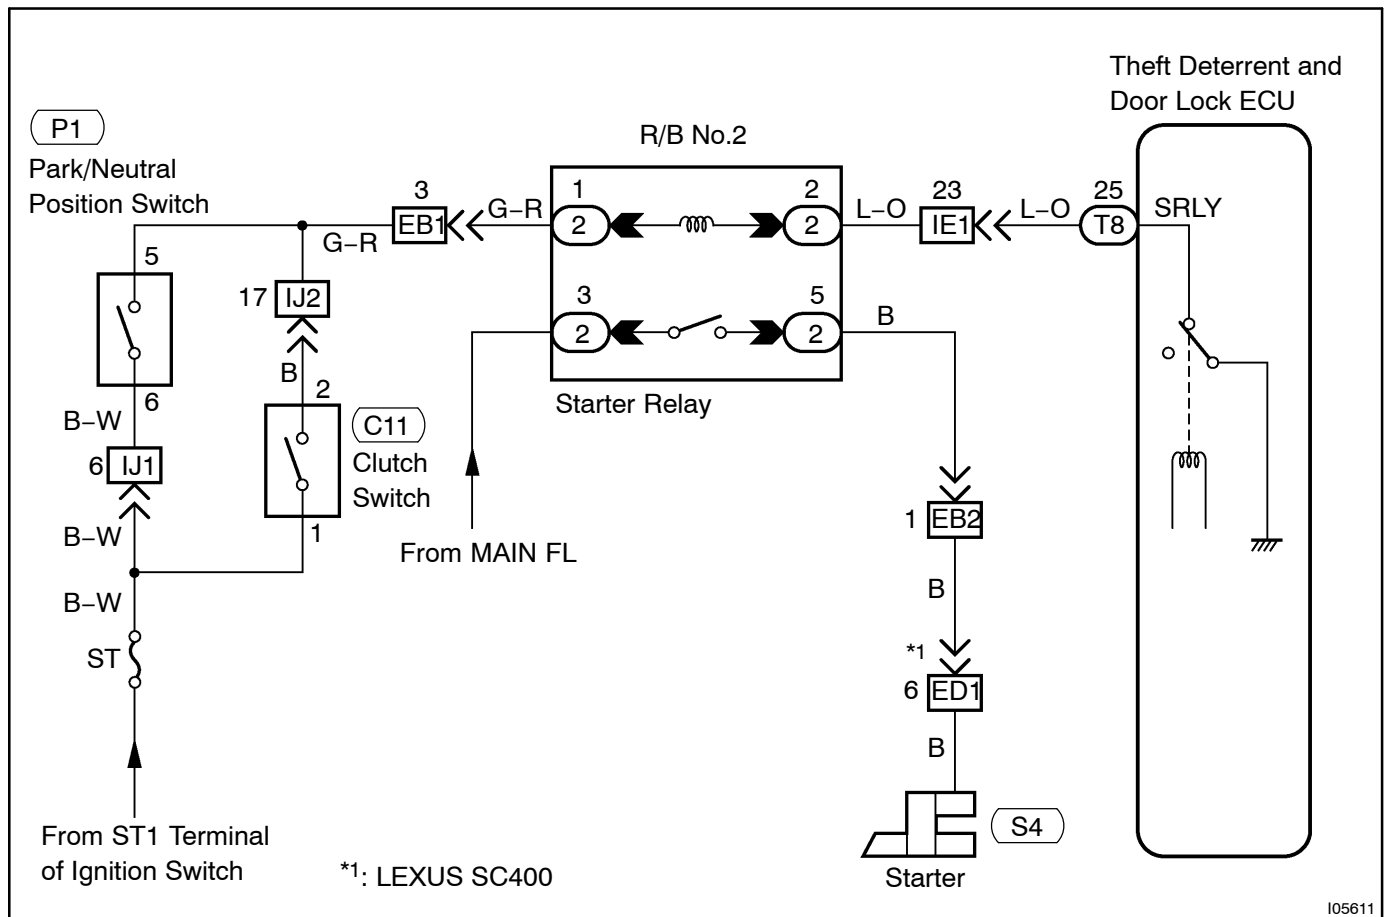 Theft Deterrent and
Door Lock ECU
P1
R/B No.2
Park/Neutral
Position Switch
3
1
2
23
25
EB1
G–R
2
2
L–O
IE1
L–O
T8
SRLY
G–R
5
17
IJ2
3
5
2
2
B
B
2
6
Starter Relay
B–W
C11
6
IJ1
Clutch
Switch
1
EB2
B–W
1
From MAIN FL
B–W
B
ST
*1
6
ED1
B
From ST1 Terminal
of Ignition Switch
S4
*1: LEXUS SC400
Starter
I05611